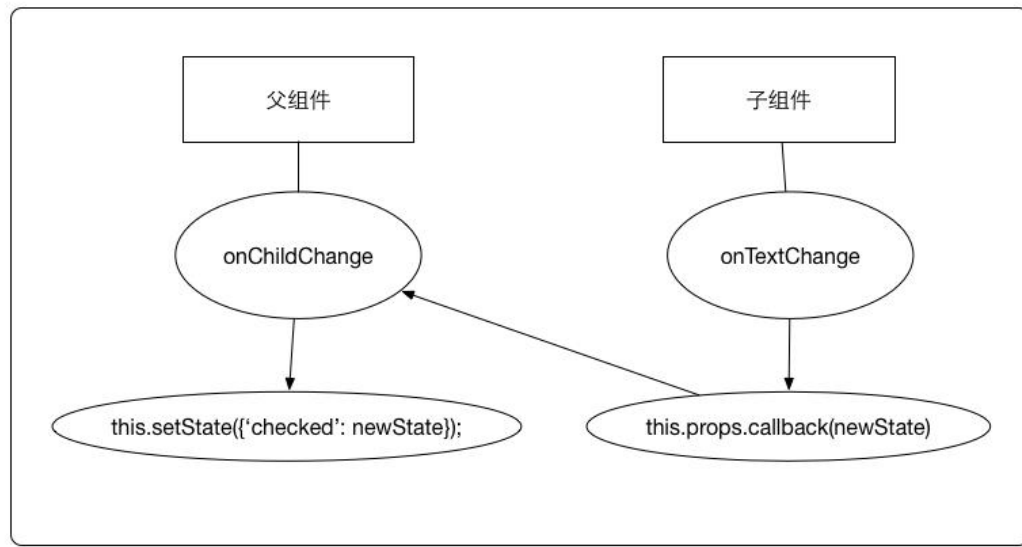 父组件
子组件
onChildChange
onTextChange
this.setState({‘checked’: newState});
this.props.callback(newState)